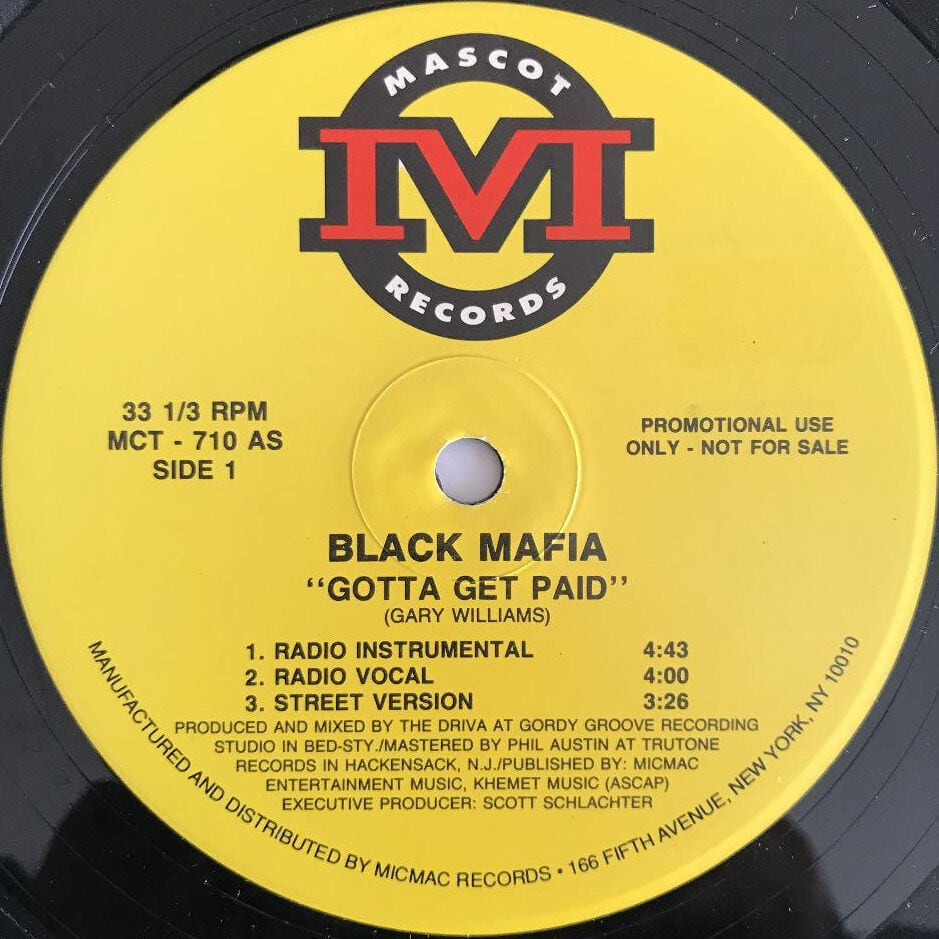 MASCOT
M
RECORDS
33 1/3 RPM
MCT - 710 AS
SIDE 1
PROMOTIONAL USE
ONLY - NOT FOR SALE
BLACK MAFIA
"GOTTA GET PAID"
(GARY WILLIAMS)
1. RADIO INSTRUMENTAL 4:43
2. RADIO VOCAL 4:00
3. STREET VERSION 3:26
PRODUCED AND MIXED BY THE DRIVA AT GORDY GROOVE RECORDING
STUDIO IN BED-STY./MASTERED BY PHIL AUSTIN AT TRUTONE
RECORDS IN HACKENSACK, N.J./PUBLISHED BY: MICMAC
ENTERTAINMENT MUSIC, KHEMET MUSIC (ASCAP)
EXECUTIVE PRODUCER: SCOTT SCHLACHTER
MANUFACTURED AND DISTRIBUTED BY MICMAC RECORDS • 166 FIFTH AVENUE, NEW YORK, NY 10010